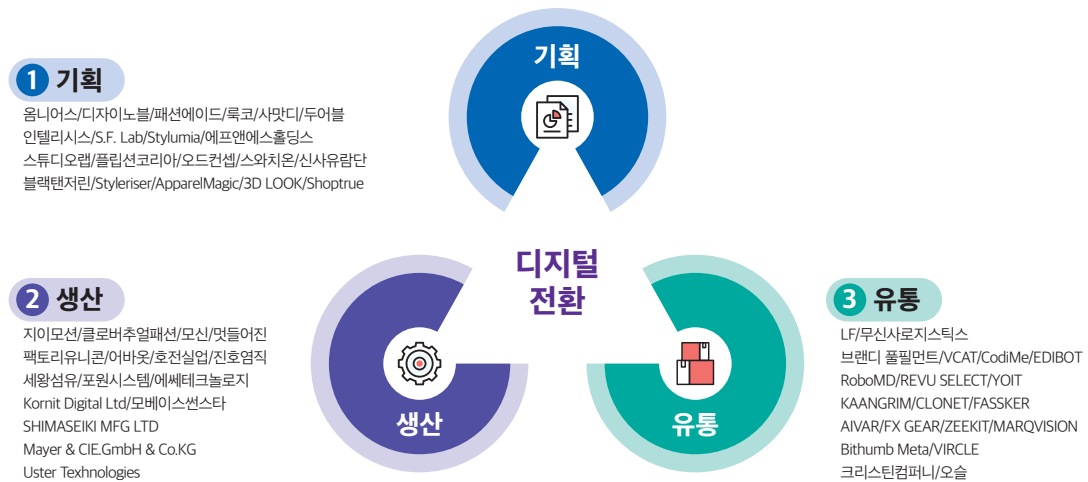 기획
1 기획
옴니어스/디자이노블/패션에이드/룩코/사맛디/두어블
인텔리시스/S.F. Lab/Stylumia/에프앤에스홀딩스
스튜디오랩/플립션코리아/오드컨셉/스와치온/신사유람단
블랙탠저린/Styleriser/ApparelMagic/3D LOOK/Shoptrue
디지털
전환
2 생산
지이모션/클로버추얼패션/모신/멋들어진
팩토리유니콘/어바옷/호전실업/진호염직
세왕섬유/포원시스템/에쎄테크놀로지
Kornit Digital Ltd/모베이스썬스타
SHIMASEIKI MFG LTD
Mayer & CIE.GmbH & Co.KG
Uster Texhnologies
생산
유통
3 유통
LF/무신사로지스틱스
브랜디 풀필먼트/VCAT/CodiMe/EDIBOT
RoboMD/REVU SELECT/YOIT
KAANGRIM/CLONET/FASSKER
AIVAR/FX GEAR/ZEEKIT/MARQVISION
Bithumb Meta/VIRCLE
크리스틴컴퍼니/오슬